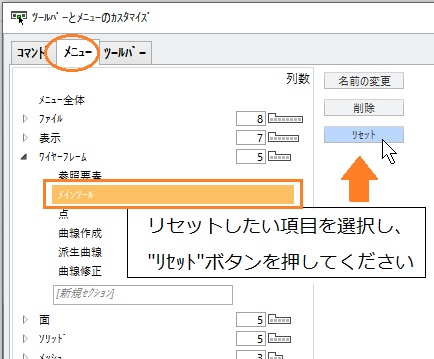 ﾂｰﾙﾊﾞｰとﾒﾆｭｰのｶｽﾀﾏｲｽﾞ
ｺﾏﾝﾄﾞ ﾒﾆｭｰ ﾂｰﾙﾊﾞｰ
列数
ﾒﾆｭｰ全体
ﾌｧｲﾙ 8
表示 7
ﾜｲﾔｰﾌﾚｰﾑ 5
参照要素
ﾒｲﾝﾂｰﾙ
点
曲線作成
派生曲線
曲線修正
[新規ｾｸｼｮﾝ]
面 5
ｿﾘｯﾄﾞ 5
ﾒｯｼｭ 3
名前の変更
削除
ﾘｾｯﾄ
リセットしたい項目を選択し、
"ﾘｾｯﾄ"ボタンを押してください